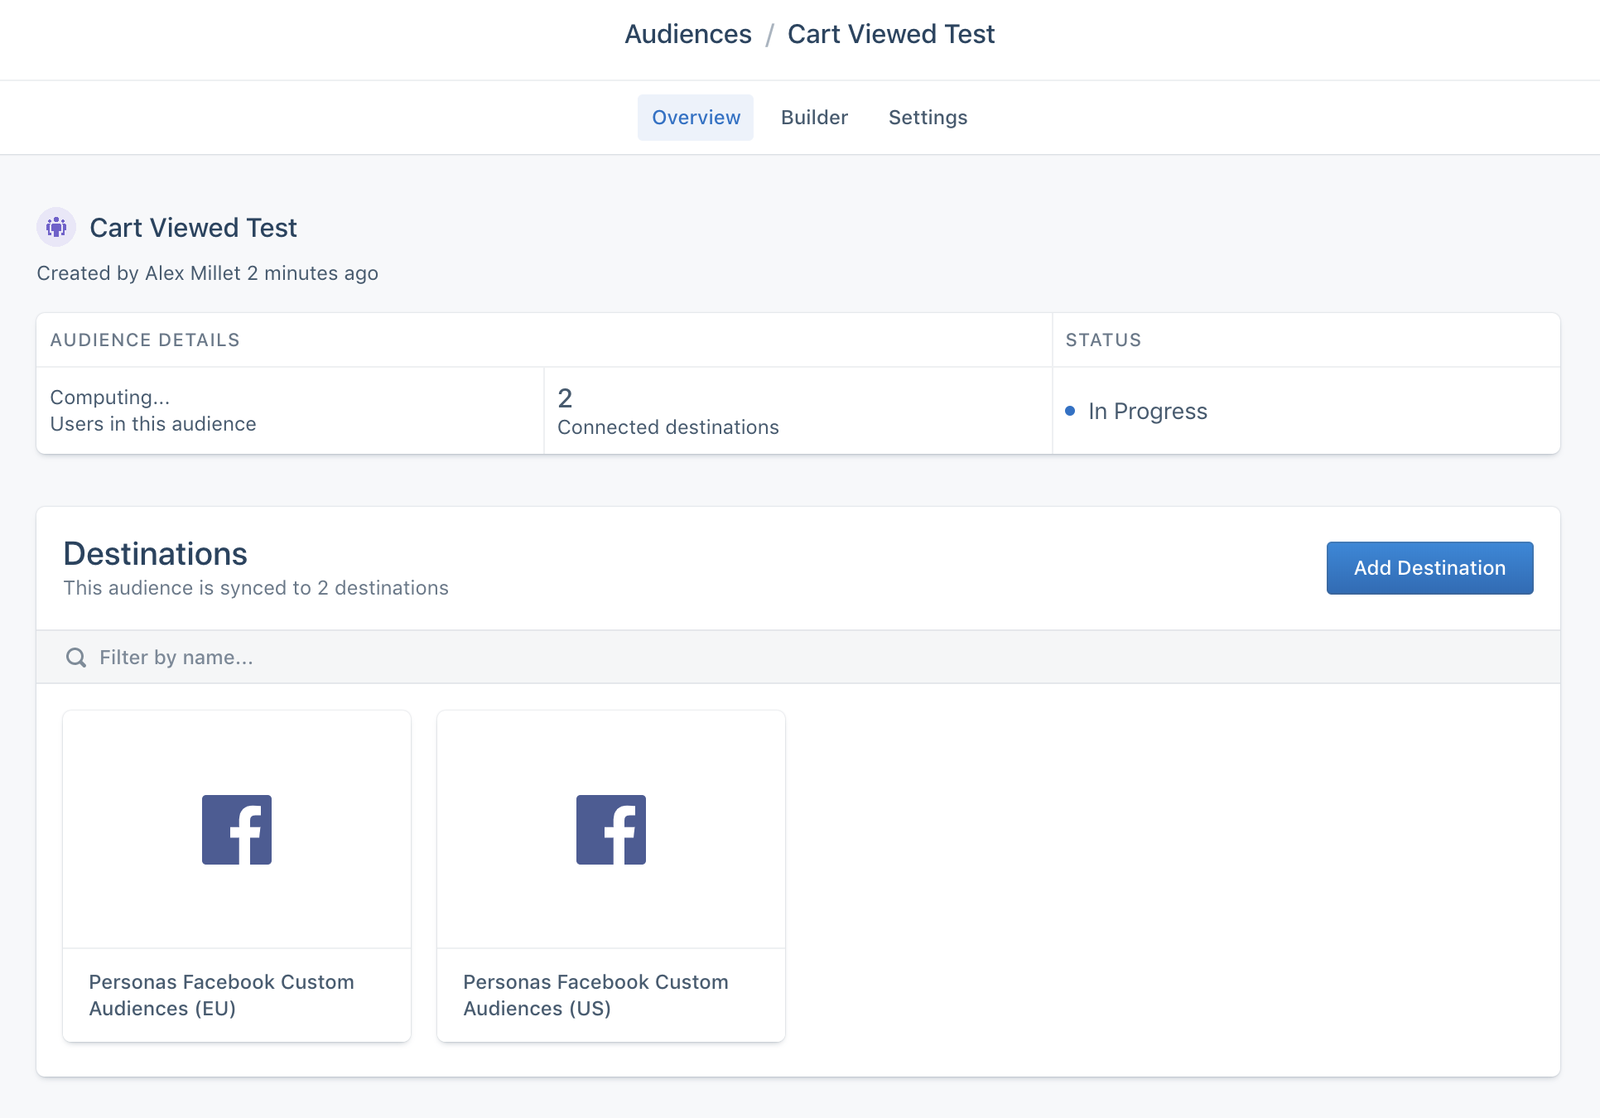 Audiences / Cart Viewed Test
Overview Builder Settings
Cart Viewed Test
Created by Alex Millet 2 minutes ago
AUDIENCE DETAILS
STATUS
Computing...
Users in this audience
2
Connected destinations
In Progress
Destinations
This audience is synced to 2 destinations
Add Destination
Filter by name...
Personas Facebook Custom
Audiences (EU)
Personas Facebook Custom
Audiences (US)